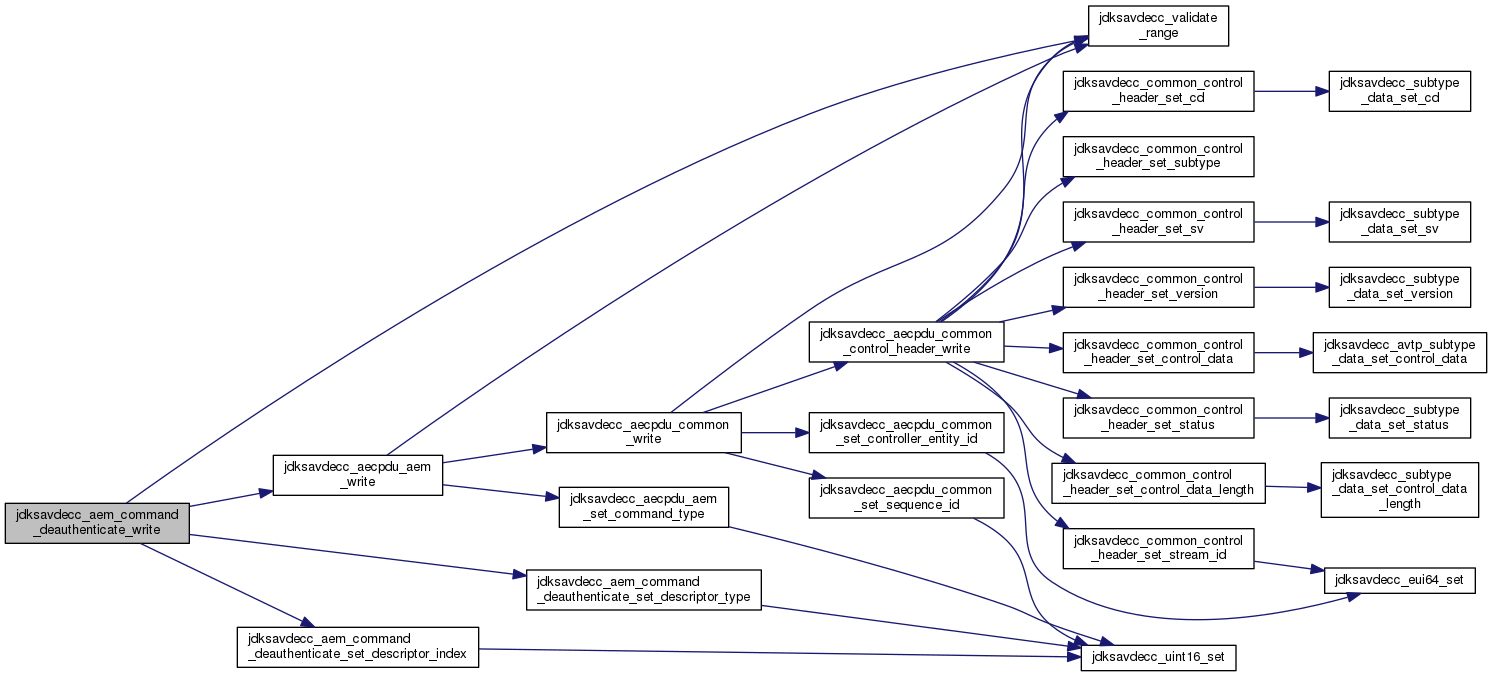 jdksavdecc_aem_command
_deauthenticate_write
jdksavdecc_aecpdu_aem
_write
jdksavdecc_aem_command
_deauthenticate_set_descriptor_index
jdksavdecc_aecpdu_common
_write
jdksavdecc_aecpdu_aem
_set_command_type
jdksavdecc_aem_command
_deauthenticate_set_descriptor_type
jdksavdecc_aecpdu_common
_control_header_write
jdksavdecc_aecpdu_common
_set_controller_entity_id
jdksavdecc_aecpdu_common
_set_sequence_id
jdksavdecc_validate
_range
jdksavdecc_common_control
_header_set_cd
jdksavdecc_common_control
_header_set_subtype
jdksavdecc_common_control
_header_set_sv
jdksavdecc_common_control
_header_set_version
jdksavdecc_common_control
_header_set_control_data
jdksavdecc_common_control
_header_set_status
jdksavdecc_common_control
_header_set_control_data_length
jdksavdecc_common_control
_header_set_stream_id
jdksavdecc_uint16_set
jdksavdecc_subtype
_data_set_cd
jdksavdecc_subtype
_data_set_sv
jdksavdecc_subtype
_data_set_version
jdksavdecc_avtp_subtype
_data_set_control_data
jdksavdecc_subtype
_data_set_status
jdksavdecc_subtype
_data_set_control_data
_length
jdksavdecc_eui64_set